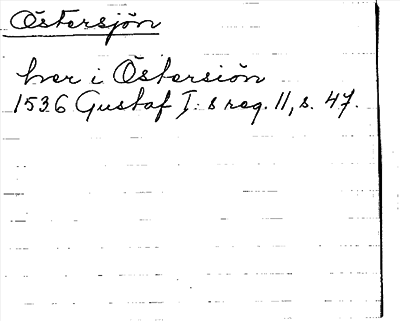 Östersjön
hver i Östersiön
1536 Gustaf I:s reg. 11, s. 47.